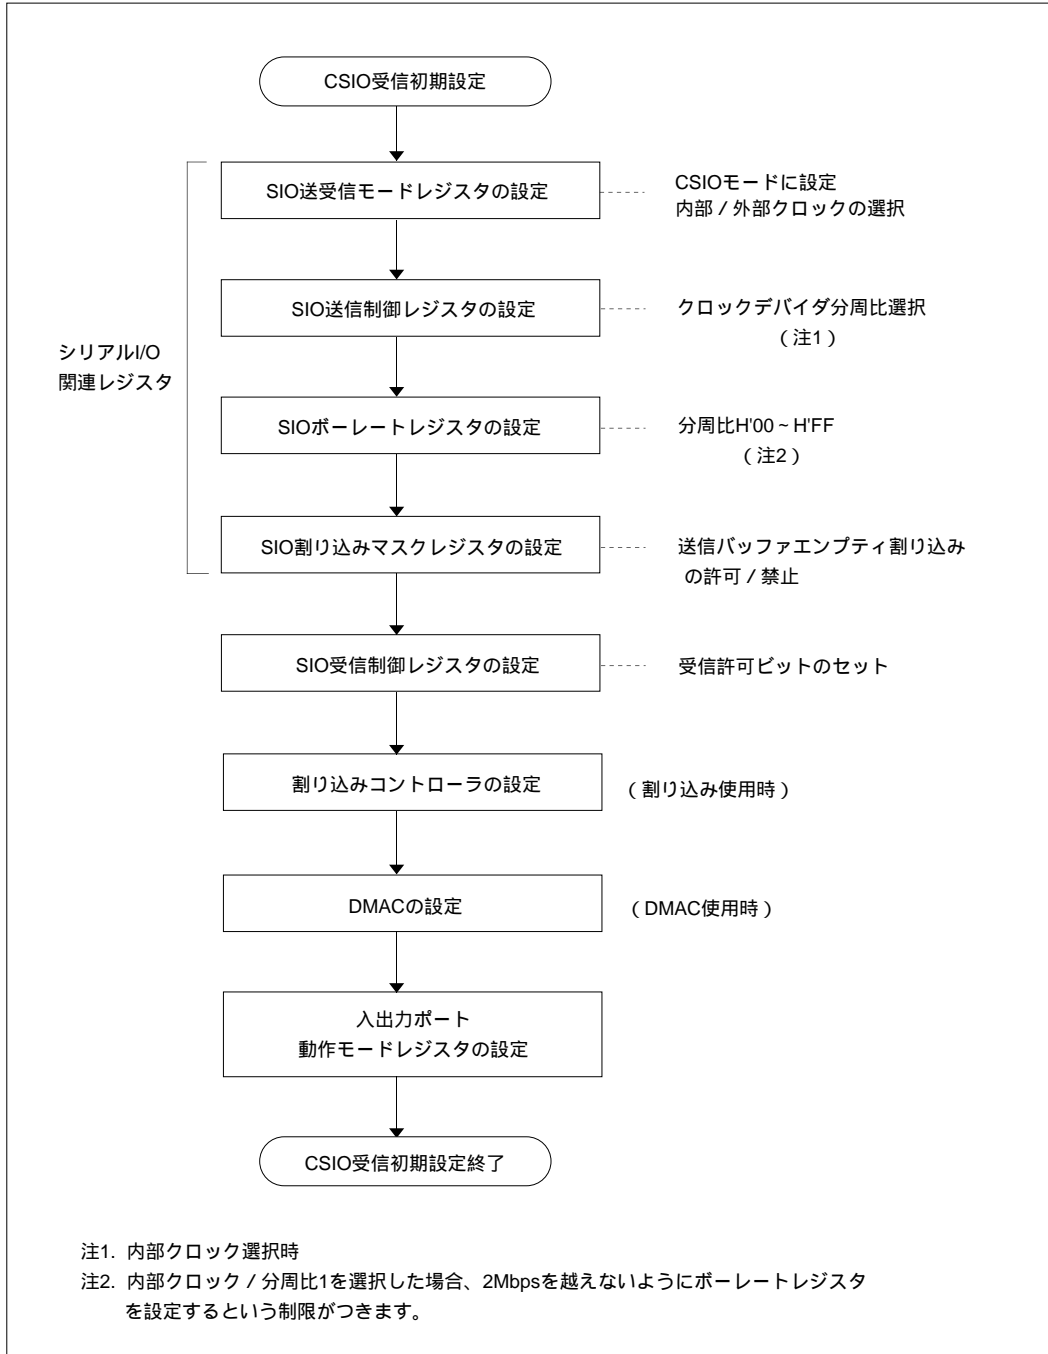 CSIO受信初期設定
SIO送受信モードレジスタの設定
CSIOモードに設定
内部 / 外部クロックの選択
SIO送信制御レジスタの設定
クロックデバイダ分周比選択
( 注1 )
シリアルI/O
関連レジスタ
SIOボーレートレジスタの設定
分周比H'00 ~ H'FF
( 注2 )
SIO割り込みマスクレジスタの設定
送信バッファエンプティ割り込み
の許可 / 禁止
SIO受信制御レジスタの設定
受信許可ビットのセット
割り込みコントローラの設定
( 割り込み使用時 )
DMACの設定
( DMAC使用時 )
入出力ポート
動作モードレジスタの設定
CSIO受信初期設定終了
注1. 内部クロック選択時
注2. 内部クロック / 分周比1を選択した場合、2Mbpsを越えないようにボーレートレジスタ
を設定するという制限がつきます。